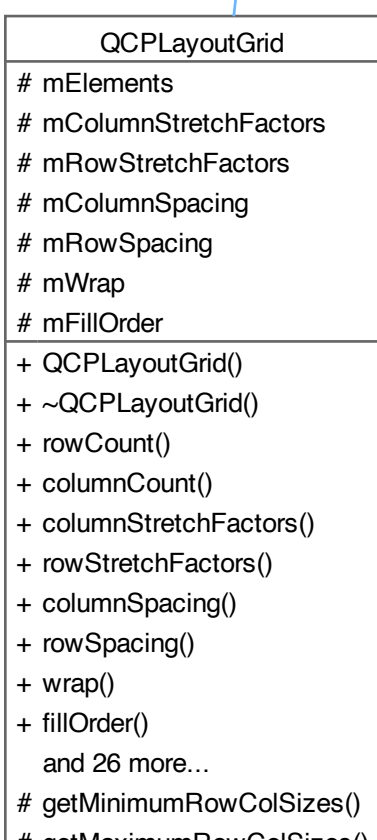 QCPLayoutGrid
# mElements
# mColumnStretchFactors
# mRowStretchFactors
# mColumnSpacing
# mRowSpacing
# mWrap
# mFillOrder
+ QCPLayoutGrid()
+ ~QCPLayoutGrid()
+ rowCount()
+ columnCount()
+ columnStretchFactors()
+ rowStretchFactors()
+ columnSpacing()
+ rowSpacing()
+ wrap()
+ fillOrder()
and 26 more...
# getMinimumRowColSizes()
# getMaximumRowColSizes()